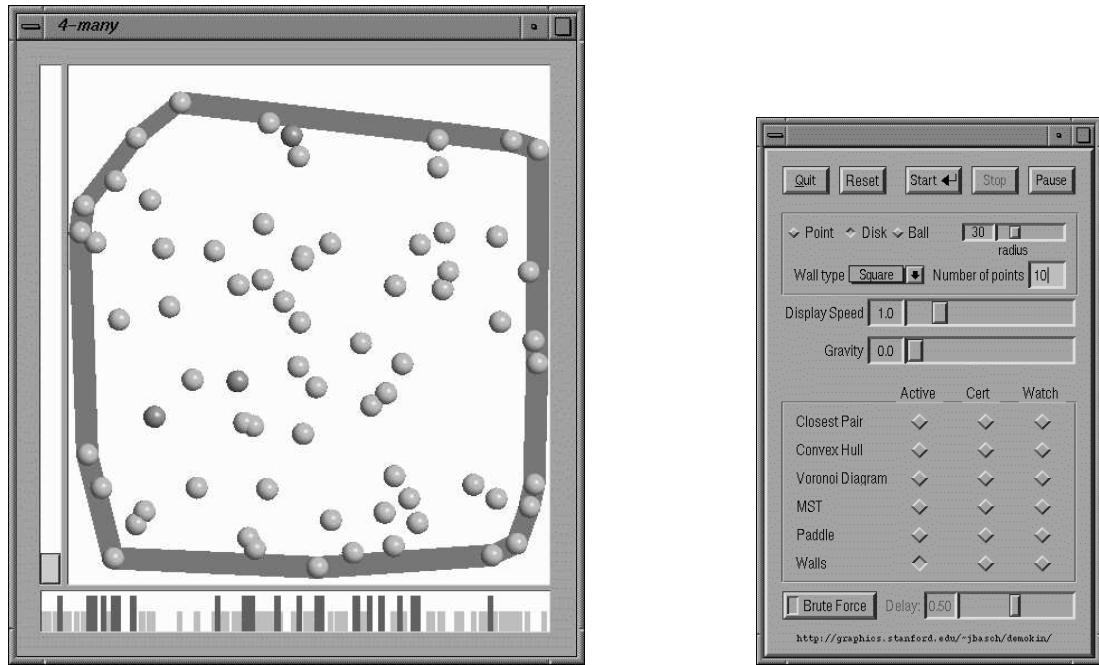 4-many
Quit Reset Start Stop Pause
Point Disk Ball 30
radius
Wall type Square Number of points 10
Display Speed 1.0
Gravity 0.0
Active Cert Watch
Closest Pair
Convex Hull
Voronoi Diagram
MST
Paddle
Walls
Brute Force Delay: 0.50
http://graphics.stanford.edu/~jbasch/demokin/